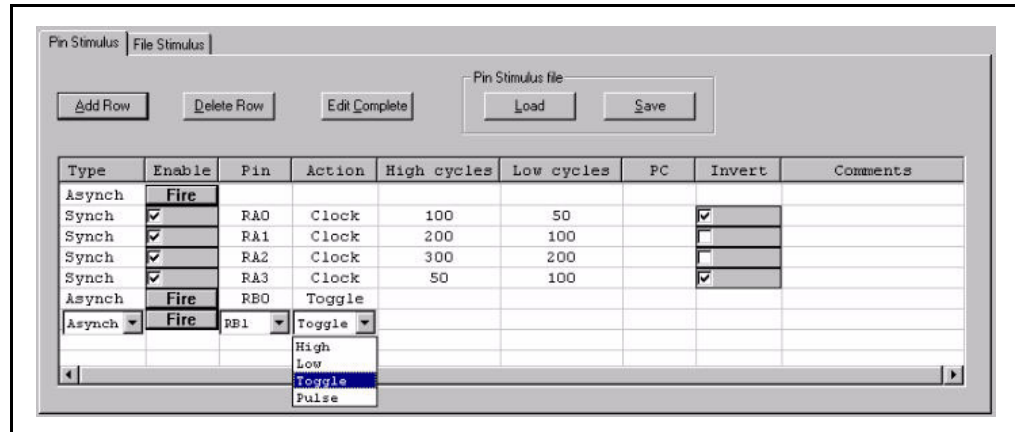 Pin Stimulus File Stimulus
Pin Stimulus file
Add Row Delete Row Edit Complete Load Save
Type Enable Pin Action High cycles Low cycles PC Invert Comments
Asynch Fire
Synch RA0 Clock 100 50
Synch RA1 Clock 200 100
Synch RA2 Clock 300 200
Synch RA3 Clock 50 100
Asynch Fire RB0 Toggle
Asynch Fire RB1 Toggle
High
Low
Toggle
Pulse